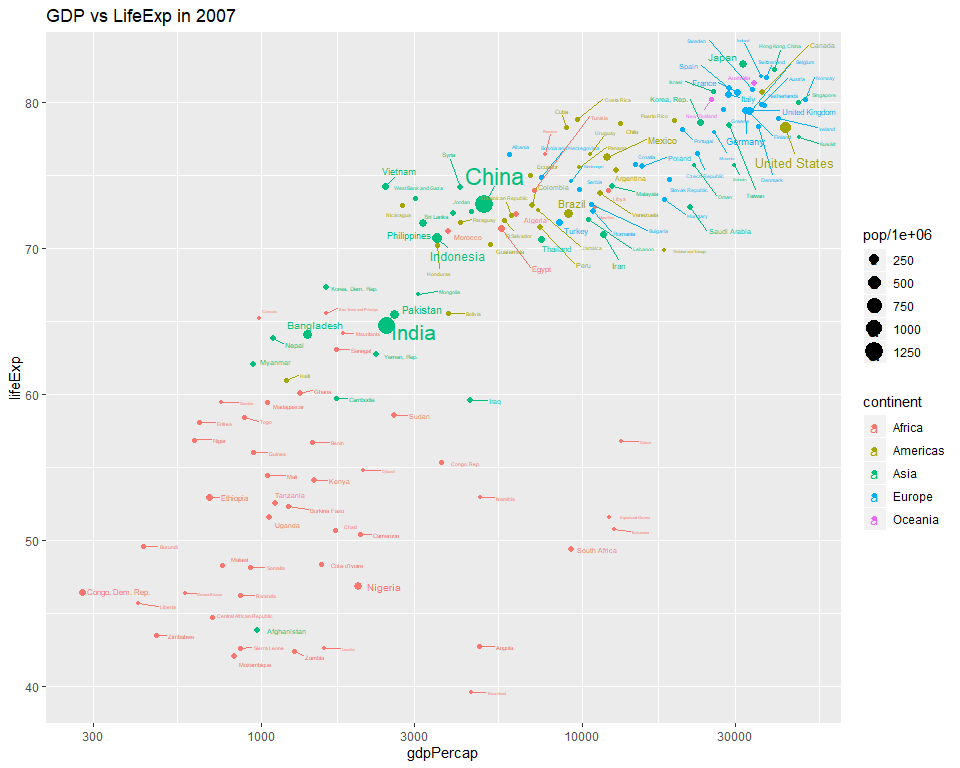 GDP vs LifeExp in 2007
Hong Kong, China
Canada
Japan
Belgium
Switzerland
Spain
Austria
Norway
France
Australia
Israel
Italy
Netherlands
Singapore
Korea, Rep.
Costa Rica
Cuba
Puerto Rico
New Zealand
United Kingdom
Tunisia
Greece
Uruguay
Chile
Finland
Ireland
Mexico
Portugal
Germany
Kuwait
Albania
Bosnia and Herzegovina
Panama
Syria
Croatia
Poland
United States
Ecuador
Vietnam
China
Argentina
Czech Republic
Denmark
West Bank and Gaza
Colombia
Serbia
Malaysia
Slovak Republic
Oman
Taiwan
Jordan
Libya
Nicaragua
Sri Lanka
Paraguay
Brazil
Venezuela
Hungary
Algeria
Philippines
Morocco
El Salvador
Turkey
Romania
Bulgaria
Saudi Arabia
Indonesia
Guatemala
Thailand
Jamaica
Lebanon
Trinidad and Tobago
Honduras
Egypt
Peru
Iran
Korea, Dem. Rep.
Mongolia
Comoros
Sao Tome and Principe
Pakistan
Bolivia
Bangladesh
India
Mauritania
Nepal
Senegal
Myanmar
Yemen, Rep.
Haiti
Ghana
Cambodia
Iraq
Gambia
Madagascar
Sudan
Eritrea
Togo
Niger
Benin
Gabon
Guinea
Congo Rep.
Mali
Djibouti
Kenya
Ethiopia
Tanzania
Namibia
Burkina Faso
Uganda
Equatorial Guinea
Chad
Cameroon
Botswana
Burundi
South Africa
Malawi
Somalia
Cote d'Ivoire
Nigeria
Congo, Dem. Rep.
Guinea-Bissau
Rwanda
Liberia
Central African Republic
Afghanistan
Zimbabwe
Sierra Leone
Lesotho
Angola
Mozambique
Zambia
Swaziland
80
70
60
50
40
lifeExp
300
1000
3000
10000
30000
gdpPercap
pop/1e+06
250
500
750
1000
1250
continent
a Africa
a Americas
a Asia
a Europe
a Oceania